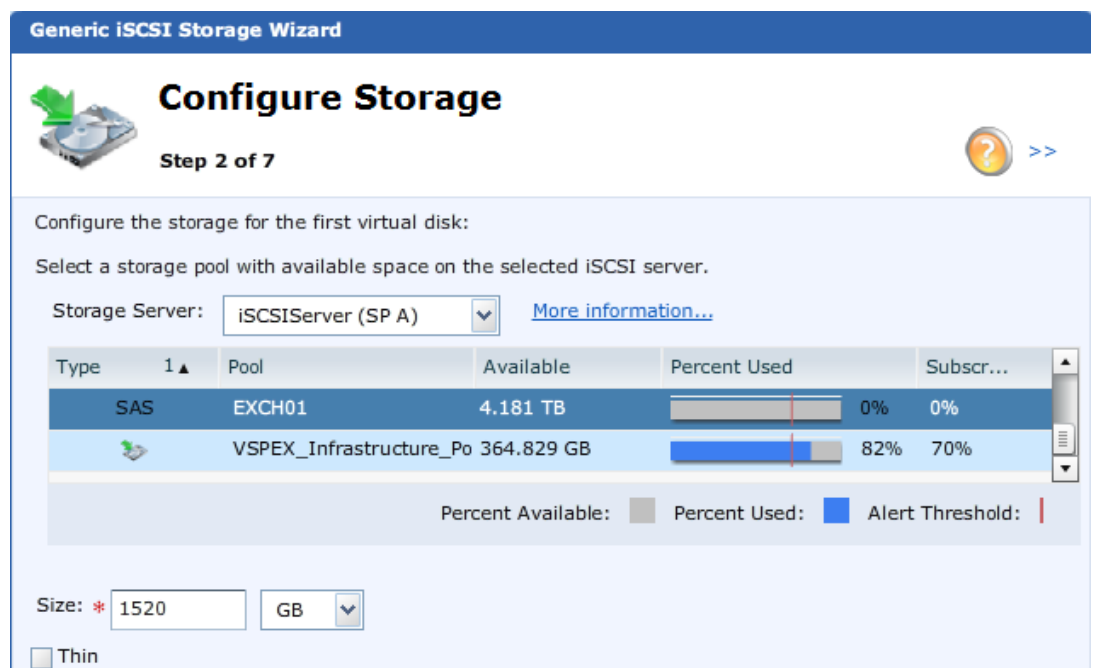 Generic iSCSI Storage Wizard
Configure Storage
Step 2 of 7
? >>
Configure the storage for the first virtual disk:
Select a storage pool with available space on the selected iSCSI server.
Storage Server: iSCSIServer (SP A) More information...
Type 1▲ Pool Available Percent Used Subscr...
SAS EXCH01 4.181 TB 0% 0%
VSPEX_Infrastructure_Po 364.829 GB 82% 70%
Percent Available: Percent Used: Alert Threshold:
Size: * 1520 GB
Thin